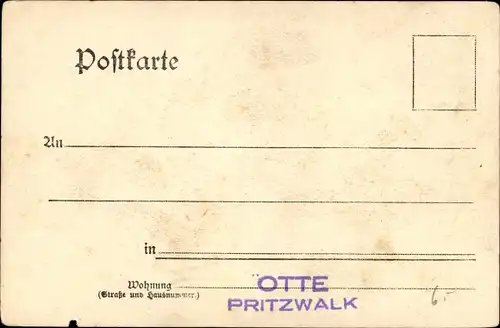 Postkarte
An
in
Wohnung
(Straße und Hausnummer.)
OTTE
PRITZWALK
6.-